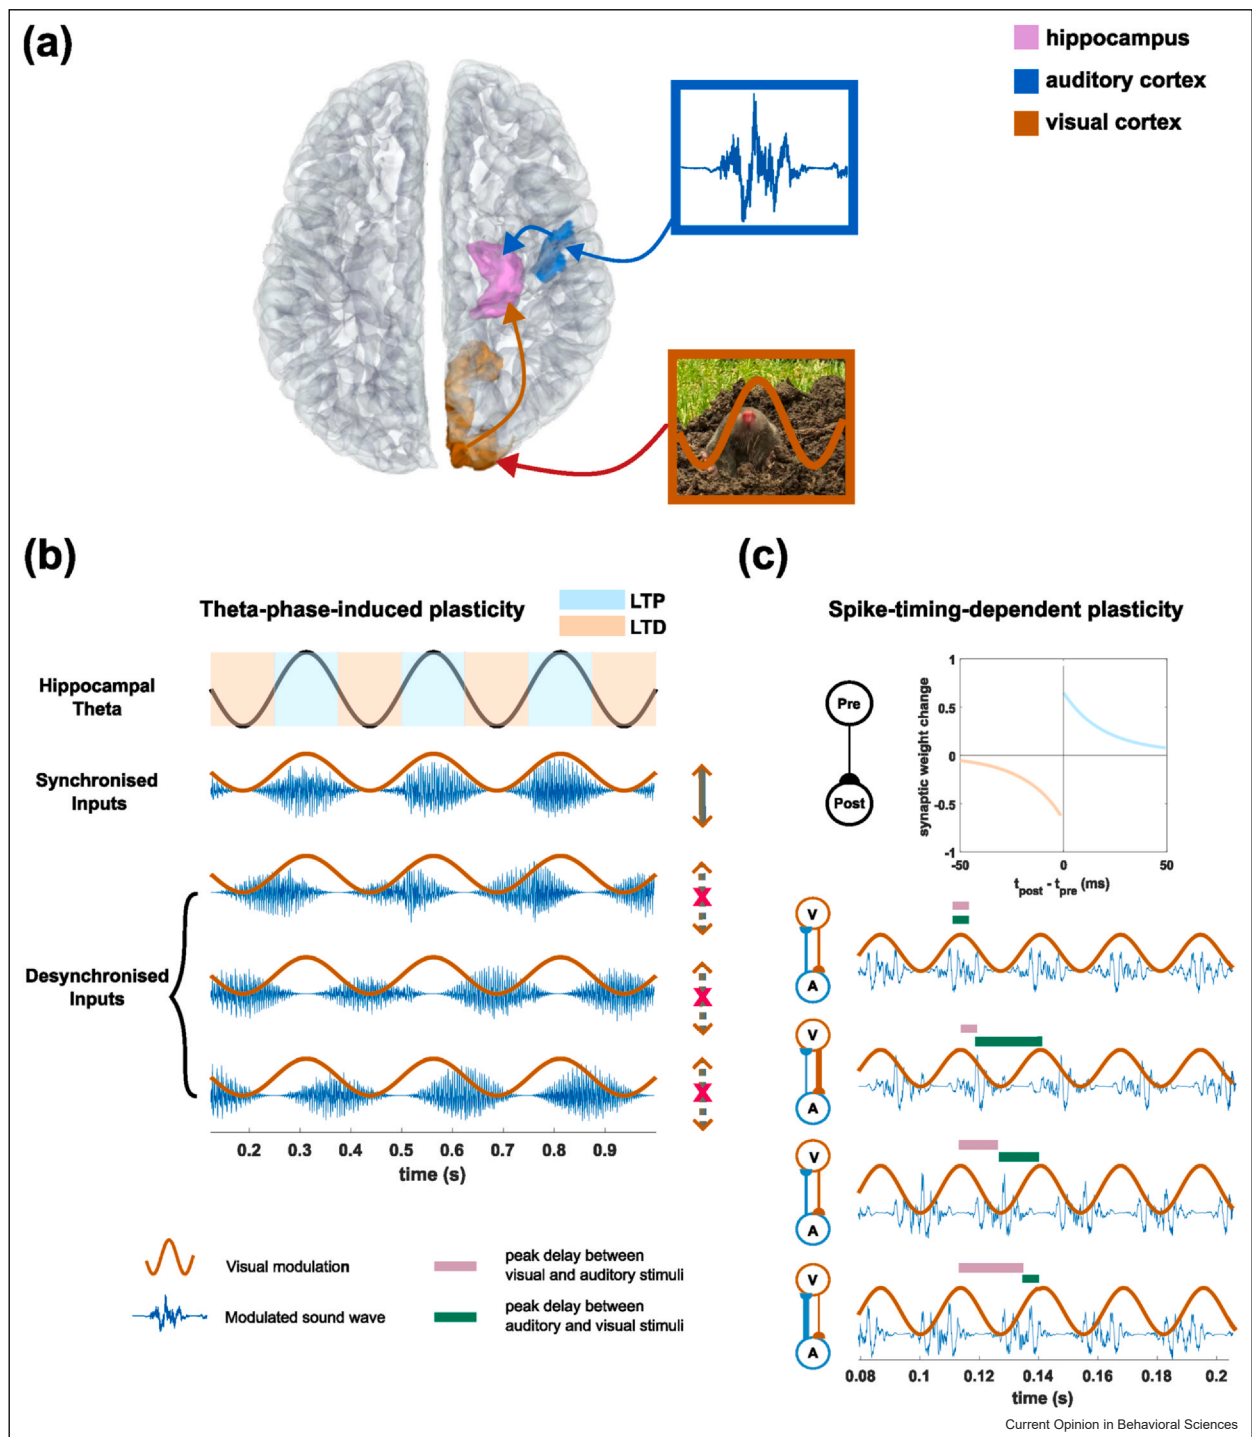 (a)
hippocampus
auditory cortex
visual cortex
(b)
Theta-phase-induced plasticity
LTP
LTD
Hippocampal
Theta
Synchronised
Inputs
Desynchronised
Inputs
X
X
X
0.2 0.3 0.4 0.5 0.6 0.7 0.8 0.9
time (s)
Visual modulation
Modulated sound wave
peak delay between
visual and auditory stimuli
peak delay between
auditory and visual stimuli
(c)
Spike-timing-dependent plasticity
Pre
Post
synaptic weight change
1
0.5
0
-0.5
-1
-50 0 50
t_post - t_pre (ms)
V
A
V
A
V
A
V
A
0.08 0.1 0.12 0.14 0.16 0.18 0.2
time (s)
Current Opinion in Behavioral Sciences